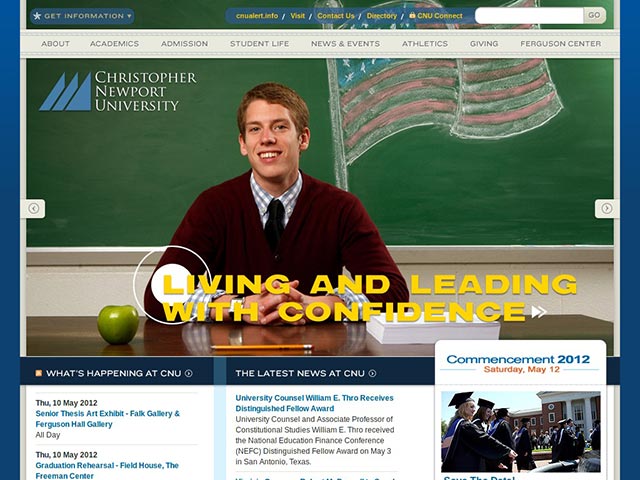 GET INFORMATION
cnualert.info / Visit / Contact Us / Directory / CNU Connect
GO
ABOUT ACADEMICS ADMISSION STUDENT LIFE NEWS & EVENTS ATHLETICS GIVING FERGUSON CENTER
CHRISTOPHER
NEWPORT
UNIVERSITY
LIVING AND LEADING
WITH CONFIDENCE
WHAT'S HAPPENING AT CNU
Thu, 10 May 2012
Senior Thesis Art Exhibit - Falk Gallery &
Ferguson Hall Gallery
All Day
Thu, 10 May 2012
Graduation Rehearsal - Field House, The
Freeman Center
THE LATEST NEWS AT CNU
University Counsel William E. Thro Receives
Distinguished Fellow Award
University Counsel and Associate Professor of
Constitutional Studies William E. Thro received
the National Education Finance Conference
(NEFC) Distinguished Fellow Award on May 3
in San Antonio, Texas.
Commencement 2012
Saturday, May 12
Save The Date!